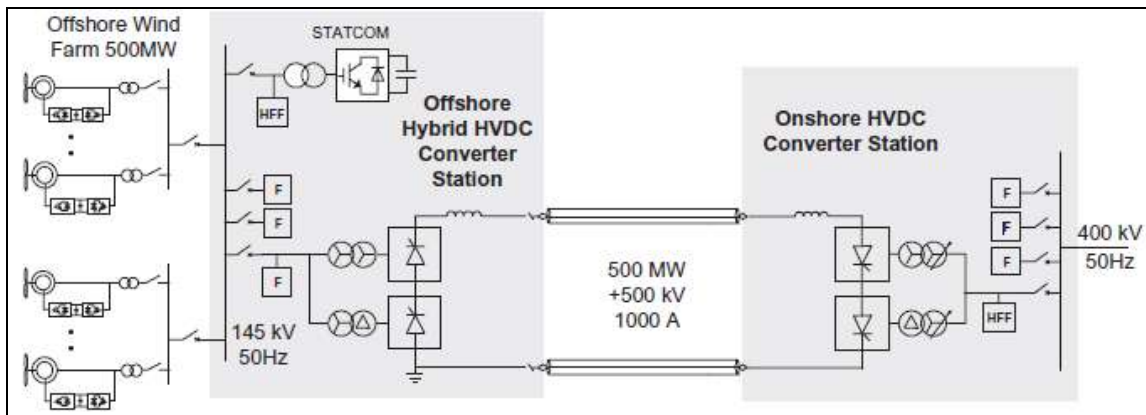 Offshore Wind
Farm 500MW
STATCOM
HFF
Offshore
Hybrid HVDC
Converter
Station
F
F
F
145 kV
50Hz
500 MW
+500 kV
1000 A
Onshore HVDC
Converter Station
F
F
F
HFF
400 kV
50Hz